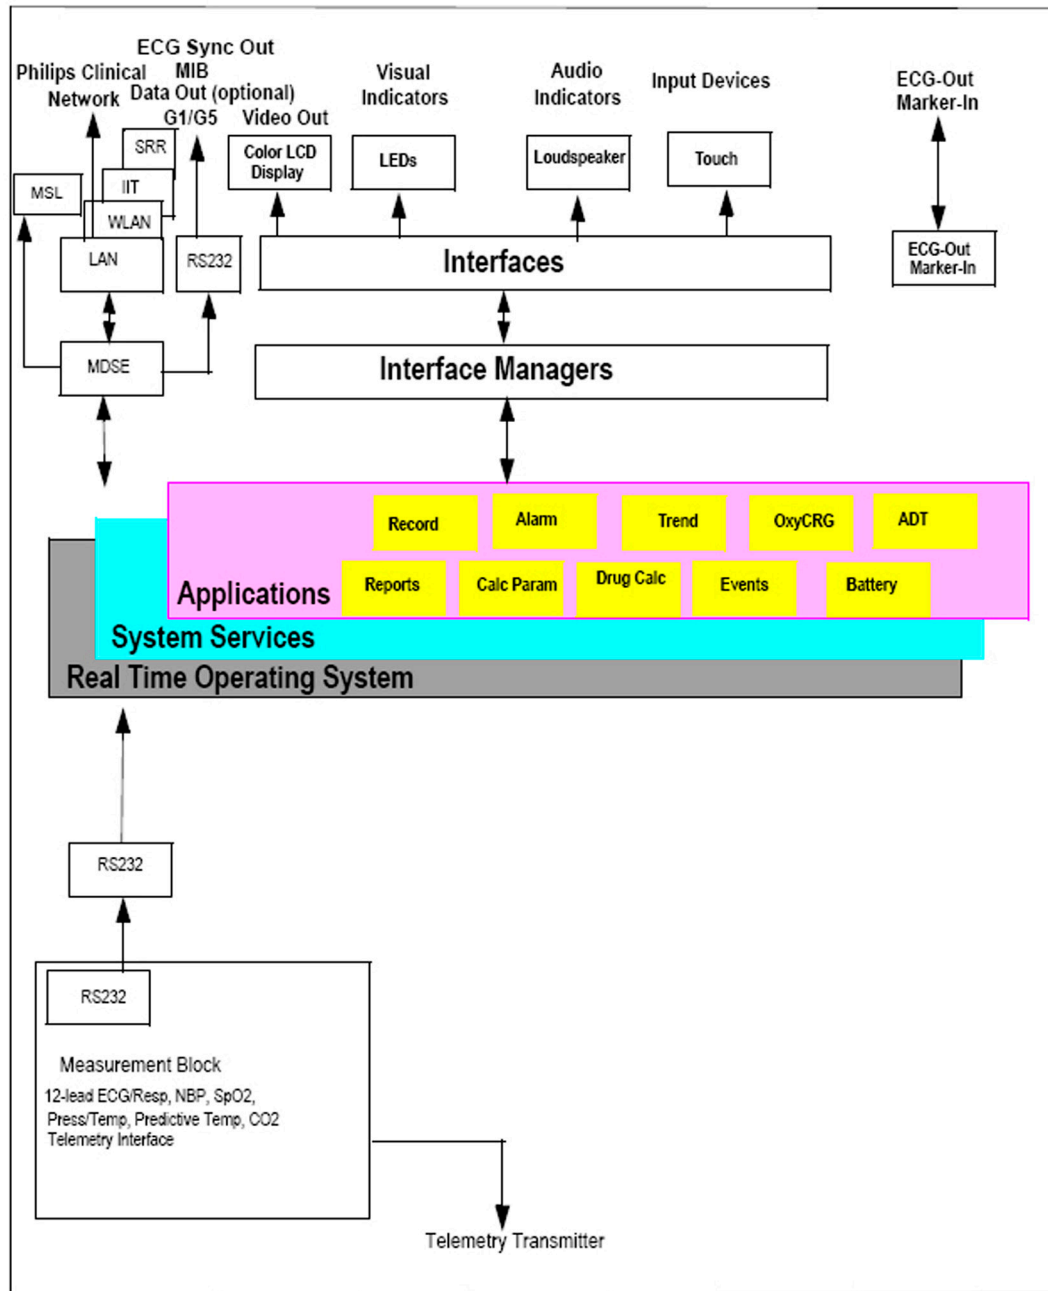 ECG Sync Out
MIB
Data Out (optional)
G1/G5
Philips Clinical
Network
Video Out
Visual
Indicators
Audio
Indicators
Input Devices
ECG-Out
Marker-In
SRR
IIT
WLAN
LAN
MSL
RS232
Color LCD
Display
LEDs
Loudspeaker
Touch
ECG-Out
Marker-In
Interfaces
MDSE
Interface Managers
Record
Alarm
Trend
OxyCRG
ADT
Reports
Calc Param
Drug Calc
Events
Battery
Applications
System Services
Real Time Operating System
RS232
RS232
Measurement Block
12-lead ECG/Resp, NBP, SpO2,
Press/Temp, Predictive Temp, CO2
Telemetry Interface
Telemetry Transmitter